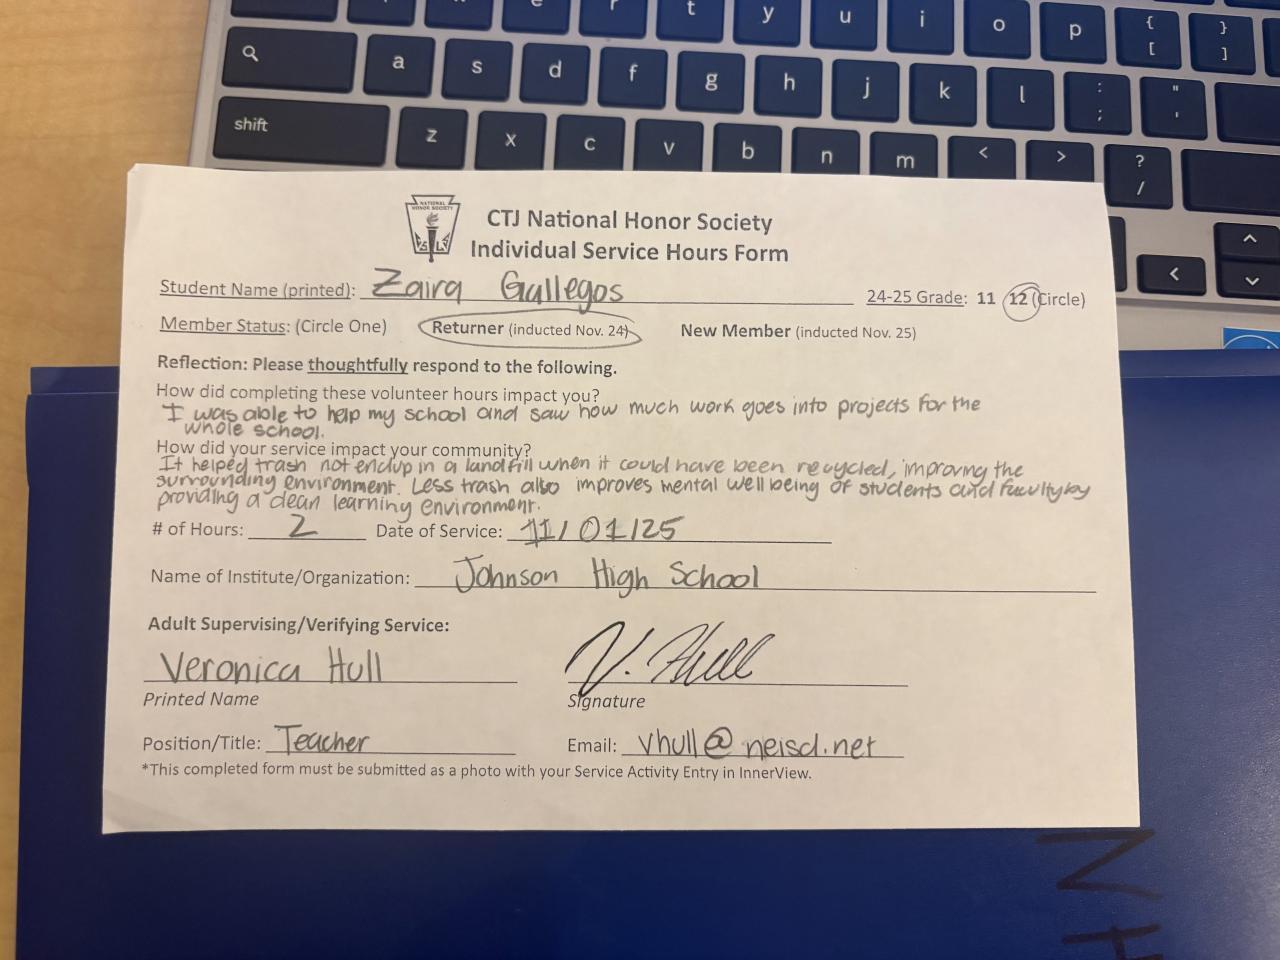 e r t y u i o p { [ } ]
a s d f g h j k l : ; " '
shift z x c v b n m < > ? /
NATIONAL HONOR SOCIETY
CTJ National Honor Society
Individual Service Hours Form
Student Name (printed): Zaira Gallegos 24-25 Grade: 11 12 (Circle)
Member Status: (Circle One) Returner (inducted Nov. 24) New Member (inducted Nov. 25)
Reflection: Please thoughtfully respond to the following.
How did completing these volunteer hours impact you?
I was able to help my school and saw how much work goes into projects for the
whole school.
How did your service impact your community?
It helped trash not end up in a landfill when it could have been recycled, improving the
surrounding environment. Less trash also improves mental well being of students and faculty by
providing a clean learning environment.
# of Hours: 2 Date of Service: 11/01/25
Name of Institute/Organization: Johnson High School
Adult Supervising/Verifying Service:
Veronica Hull V. Hull
Printed Name Signature
Position/Title: Teacher Email: vhull@neisd.net
*This completed form must be submitted as a photo with your Service Activity Entry in InnerView.